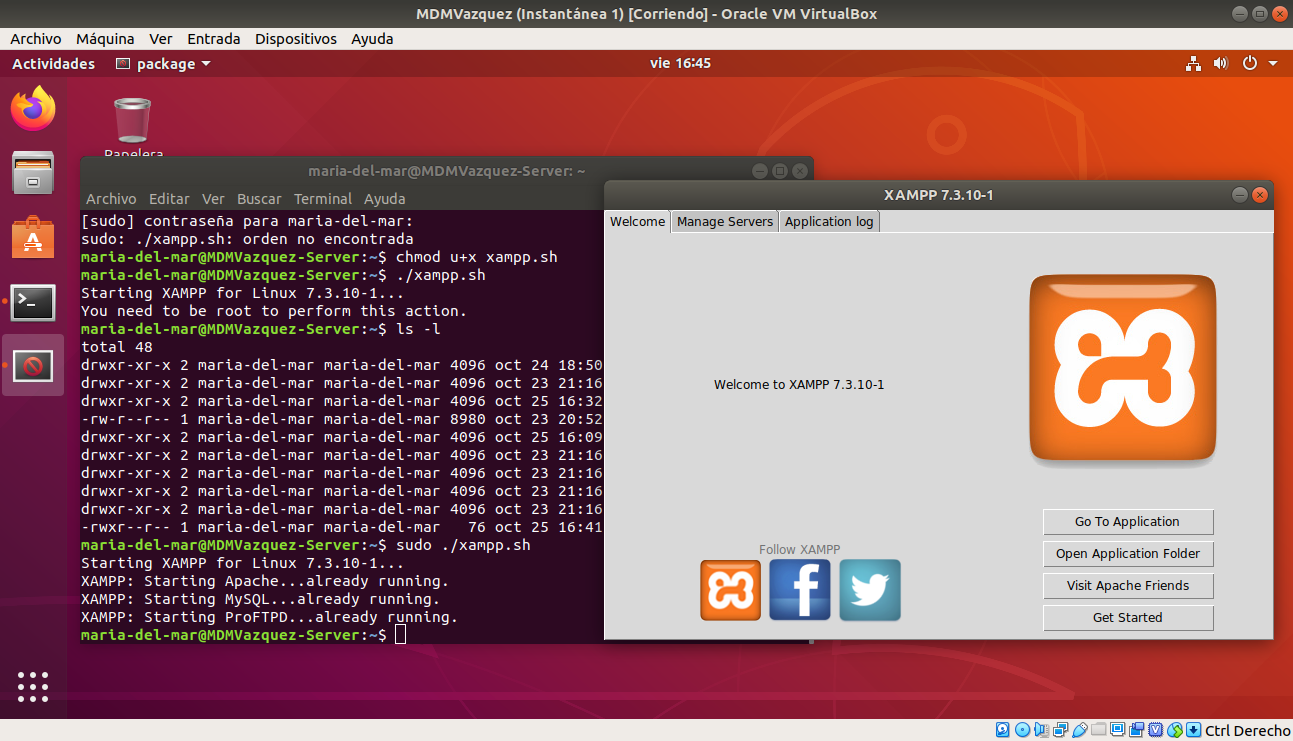 MDMVazquez (Instantánea 1) [Corriendo] - Oracle VM VirtualBox
Archivo Máquina Ver Entrada Dispositivos Ayuda
Actividades package vie 16:45
Papelera
maria-del-mar@MDMVazquez-Server: ~
Archivo Editar Ver Buscar Terminal Ayuda
[sudo] contraseña para maria-del-mar:
sudo: ./xampp.sh: orden no encontrada
maria-del-mar@MDMVazquez-Server:~$ chmod u+x xampp.sh
maria-del-mar@MDMVazquez-Server:~$ ./xampp.sh
Starting XAMPP for Linux 7.3.10-1...
You need to be root to perform this action.
maria-del-mar@MDMVazquez-Server:~$ ls -l
total 48
drwxr-xr-x 2 maria-del-mar maria-del-mar 4096 oct 24 18:50
drwxr-xr-x 2 maria-del-mar maria-del-mar 4096 oct 23 21:16
drwxr-xr-x 2 maria-del-mar maria-del-mar 4096 oct 25 16:32
-rw-r--r-- 1 maria-del-mar maria-del-mar 8980 oct 23 20:52
drwxr-xr-x 2 maria-del-mar maria-del-mar 4096 oct 25 16:09
drwxr-xr-x 2 maria-del-mar maria-del-mar 4096 oct 23 21:16
drwxr-xr-x 2 maria-del-mar maria-del-mar 4096 oct 23 21:16
drwxr-xr-x 2 maria-del-mar maria-del-mar 4096 oct 23 21:16
drwxr-xr-x 2 maria-del-mar maria-del-mar 4096 oct 23 21:16
-rwxr--r-- 1 maria-del-mar maria-del-mar 76 oct 25 16:41
maria-del-mar@MDMVazquez-Server:~$ sudo ./xampp.sh
Starting XAMPP for Linux 7.3.10-1...
XAMPP: Starting Apache...already running.
XAMPP: Starting MySQL...already running.
XAMPP: Starting ProFTPD...already running.
maria-del-mar@MDMVazquez-Server:~$
XAMPP 7.3.10-1
Welcome Manage Servers Application log
Welcome to XAMPP 7.3.10-1
Go To Application
Open Application Folder
Visit Apache Friends
Get Started
Follow XAMPP
Ctrl Derecho